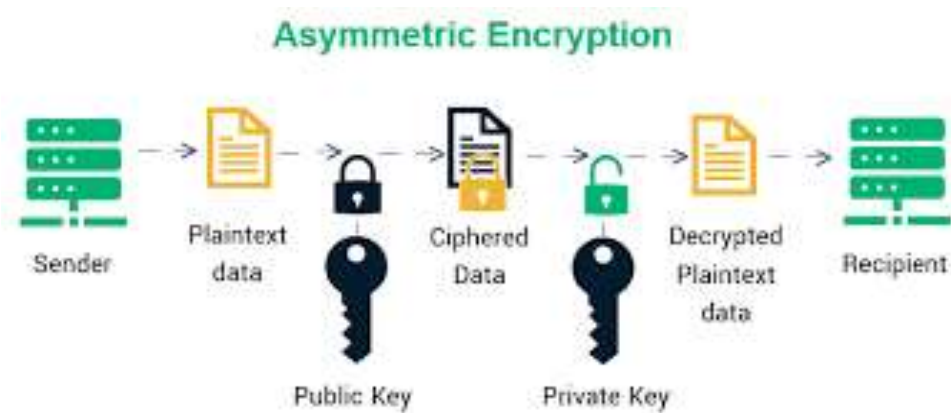 Asymmetric Encryption
Sender
Plaintext
data
Public Key
Ciphered
Data
Private Key
Decrypted
Plaintext
data
Recipient